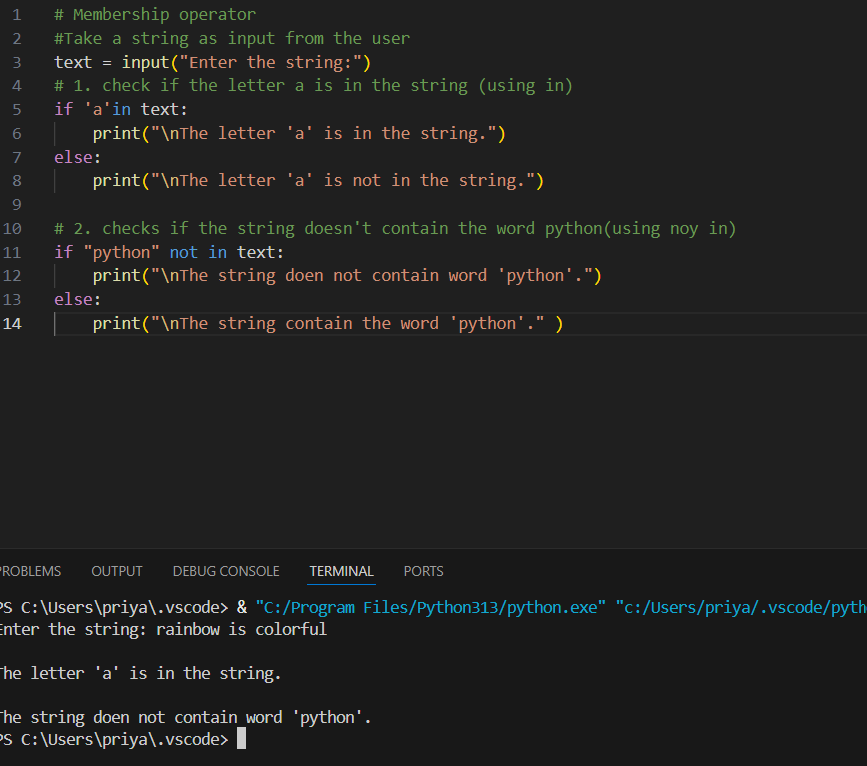 1 # Membership operator
2 #Take a string as input from the user
3 text = input("Enter the string:")
4 # 1. check if the letter a is in the string (using in)
5 if 'a'in text:
6 print("\nThe letter 'a' is in the string.")
7 else:
8 print("\nThe letter 'a' is not in the string.")
9
10 # 2. checks if the string doesn't contain the word python(using noy in)
11 if "python" not in text:
12 print("\nThe string doen not contain word 'python'.")
13 else:
14 print("\nThe string contain the word 'python'." )
PROBLEMS OUTPUT DEBUG CONSOLE TERMINAL PORTS
PS C:\Users\priya\.vscode> & "C:/Program Files/Python313/python.exe" "c:/Users/priya/.vscode/pyth
Enter the string: rainbow is colorful
The letter 'a' is in the string.
The string doen not contain word 'python'.
PS C:\Users\priya\.vscode>